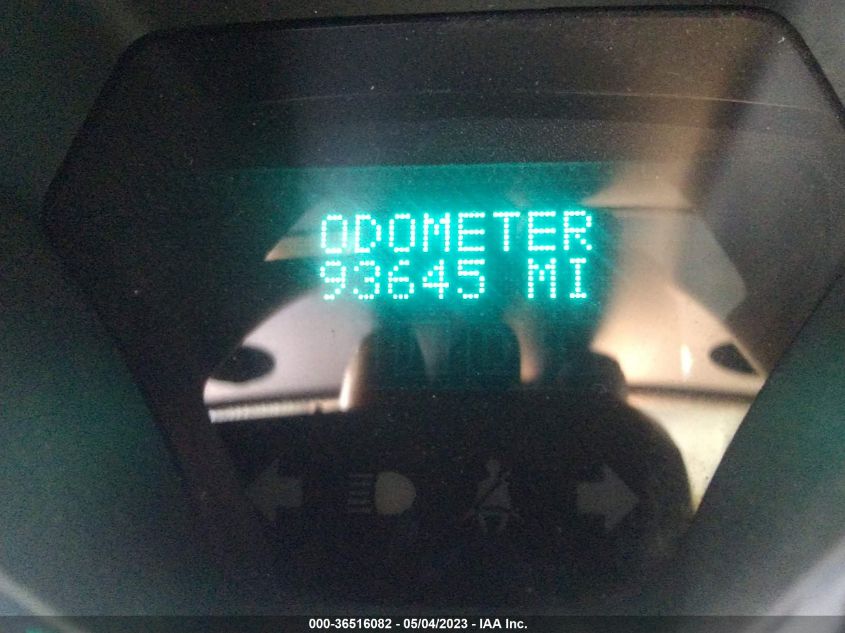 ODOMETER
93645 MI
000-36516082 - 05/04/2023 - IAA Inc.